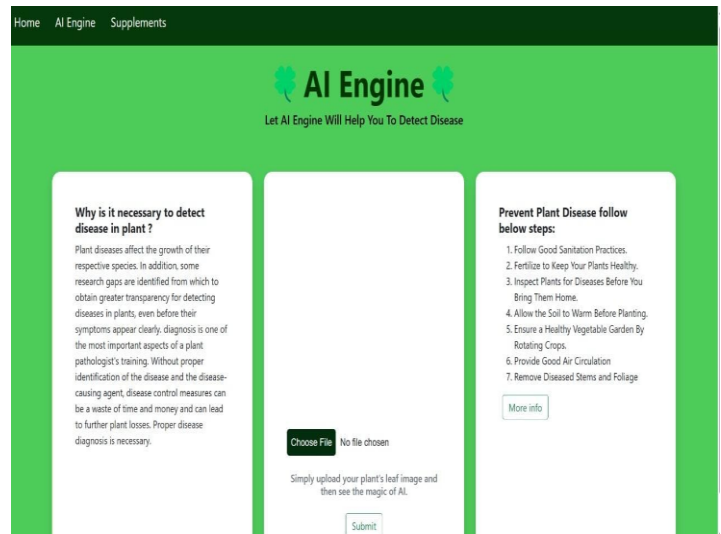 Home AI Engine Supplements
AI Engine
Let AI Engine Will Help You To Detect Disease
Why is it necessary to detect
disease in plant ?
Plant diseases affect the growth of their
respective species. In addition, some
research gaps are identified from which to
obtain greater transparency for detecting
diseases in plants, even before their
symptoms appear clearly. diagnosis is one of
the most important aspects of a plant
pathologist's training. Without proper
identification of the disease and the disease-
causing agent, disease control measures can
be a waste of time and money and can lead
to further plant losses. Proper disease
diagnosis is necessary.
Choose File No file chosen
Simply upload your plant's leaf image and
then see the magic of AI.
Submit
Prevent Plant Disease follow
below steps:
1. Follow Good Sanitation Practices.
2. Fertilize to Keep Your Plants Healthy.
3. Inspect Plants for Diseases Before You
Bring Them Home.
4. Allow the Soil to Warm Before Planting.
5. Ensure a Healthy Vegetable Garden By
Rotating Crops.
6. Provide Good Air Circulation
7. Remove Diseased Stems and Foliage
More info